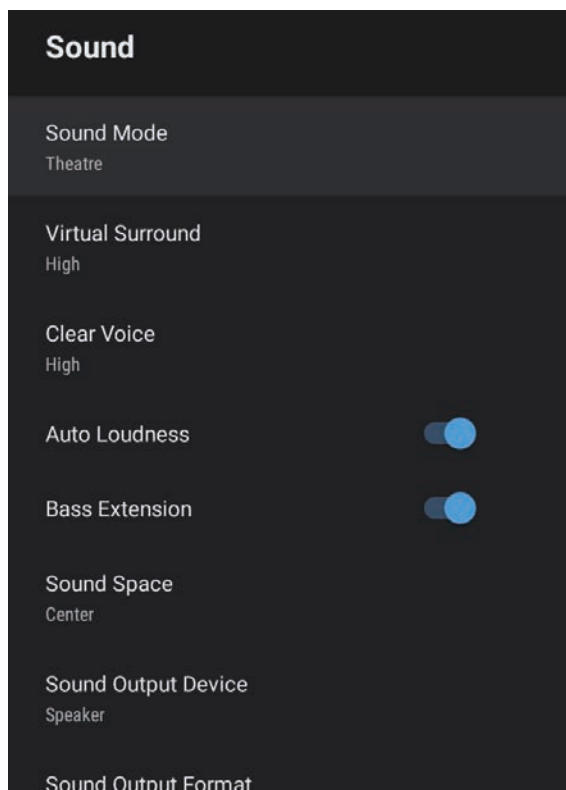 Sound
Sound Mode
Theatre
Virtual Surround
High
Clear Voice
High
Auto Loudness
Bass Extension
Sound Space
Center
Sound Output Device
Speaker
Sound Output Format